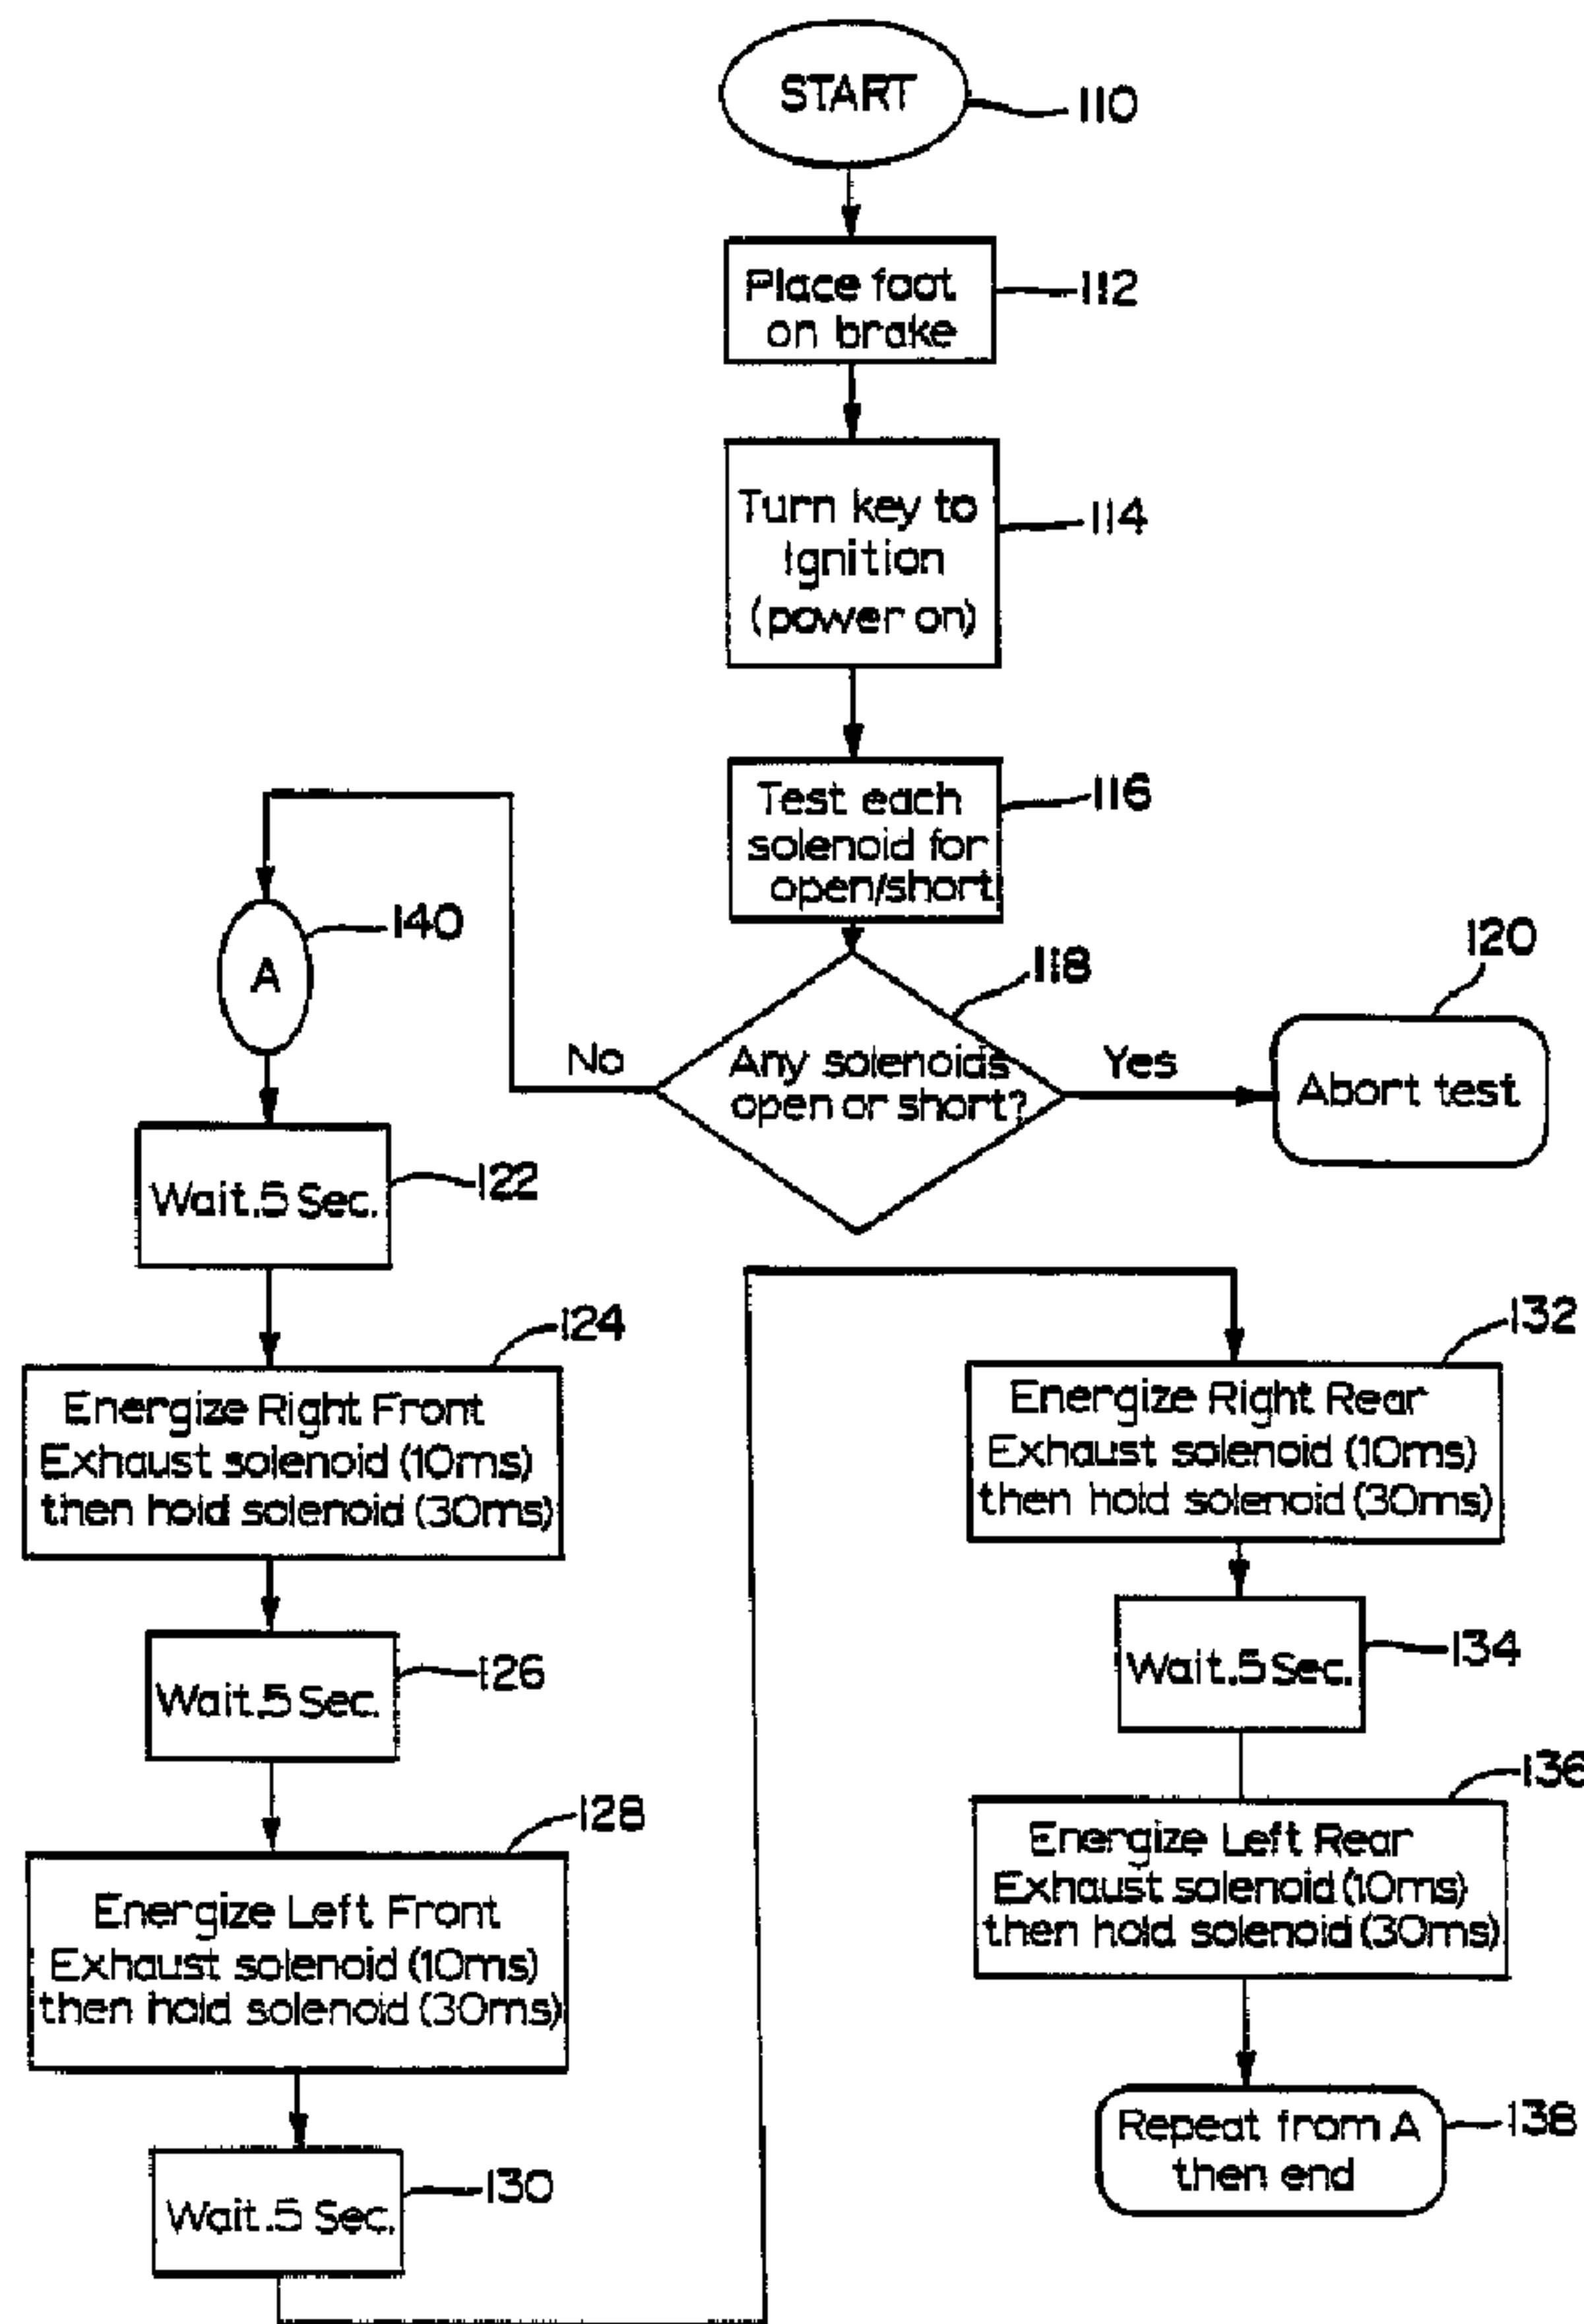 START
110
Place foot
on brake
112
Turn key to
Ignition
(power on)
114
Test each
solenoid for
open/short
116
118
Any solenoids
open or short?
No
Yes
120
Abort test
140
A
Wait .5 Sec.
122
124
Energize Right Front
Exhaust solenoid (10ms)
then hold solenoid (30ms)
Wait .5 Sec.
126
128
Energize Left Front
Exhaust solenoid (10ms)
then hold solenoid (30ms)
Wait .5 Sec.
130
132
Energize Right Rear
Exhaust solenoid (10ms)
then hold solenoid (30ms)
Wait .5 Sec.
134
136
Energize Left Rear
Exhaust solenoid (10ms)
then hold solenoid (30ms)
Repeat from A
then end
138